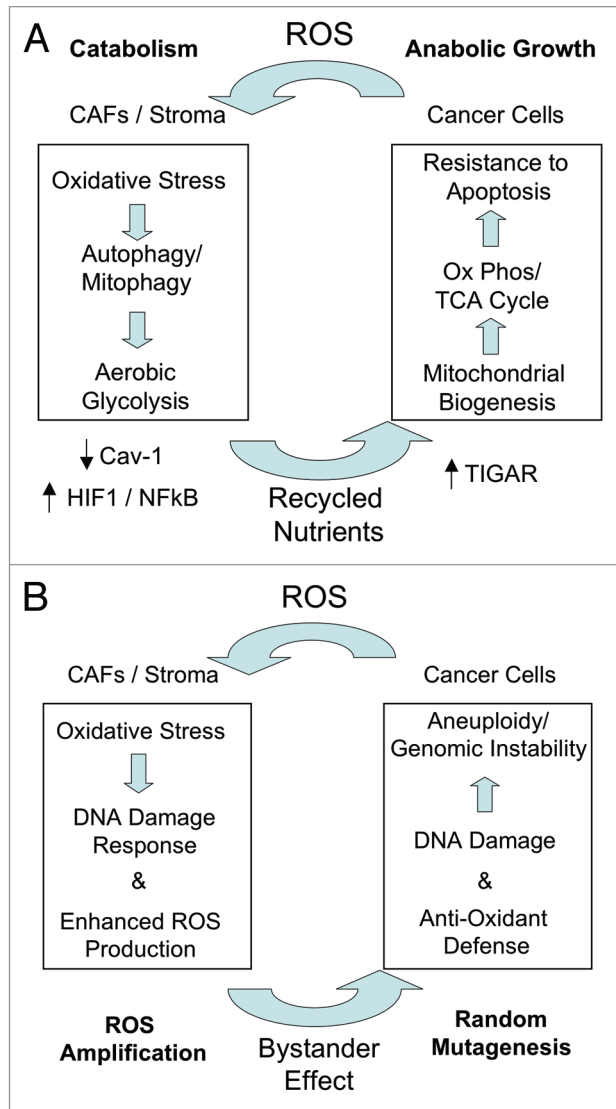 A
Catabolism
ROS
Anabolic Growth
CAFs / Stroma
Oxidative Stress
Autophagy/
Mitophagy
Aerobic
Glycolysis
Cancer Cells
Resistance to
Apoptosis
Ox Phos/
TCA Cycle
Mitochondrial
Biogenesis
Cav-1
HIF1 / NFkB
Recycled
Nutrients
TIGAR
B
ROS
CAFs / Stroma
Oxidative Stress
DNA Damage
Response
&
Enhanced ROS
Production
Cancer Cells
Aneuploidy/
Genomic Instability
DNA Damage
&
Anti-Oxidant
Defense
ROS
Amplification
Bystander
Effect
Random
Mutagenesis